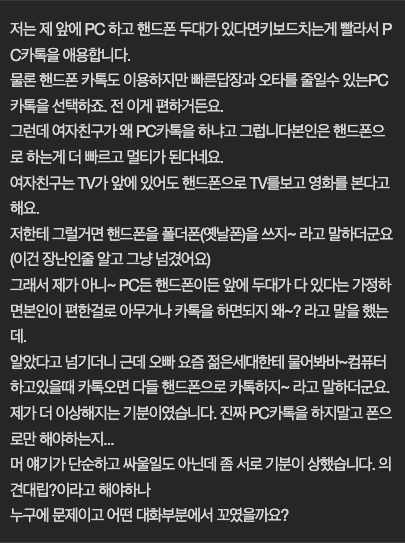 저는 제 앞에 PC 하고 핸드폰 두대가 있다면키보드치는게 빨라서 P
C카톡을 애용합니다.
물론 핸드폰 카톡도 이용하지만 빠른답장과 오타를 줄일수 있는PC
카톡을 선택하죠. 전 이게 편하거든요.
그런데 여자친구가 왜 PC카톡을 하냐고 그럽니다본인은 핸드폰으
로 하는게 더 빠르고 멀티가 된다네요.
여자친구는 TV가 앞에 있어도 핸드폰으로 TV를보고 영화를 본다고
해요.
저한테 그럴거면 핸드폰을 폴더폰(옛날폰)을 쓰지~ 라고 말하더군요
(이건 장난인줄 알고 그냥 넘겼어요)
그래서 제가 아니~ PC든 핸드폰이든 앞에 두대가 다 있다는 가정하
면본인이 편한걸로 아무거나 카톡을 하면되지 왜~? 라고 말을 했는
데.
알았다고 넘기더니 근데 오빠 요즘 젊은세대한테 물어봐바~컴퓨터
하고있을때 카톡오면 다들 핸드폰으로 카톡하지~ 라고 말하더군요.
제가 더 이상해지는 기분이였습니다. 진짜 PC카톡을 하지말고 폰으
로만 해야하는지...
머 얘기가 단순하고 싸울일도 아닌데 좀 서로 기분이 상했습니다. 의
견대립?이라고 해야하나
누구에 문제이고 어떤 대화부분에서 꼬였을까요?